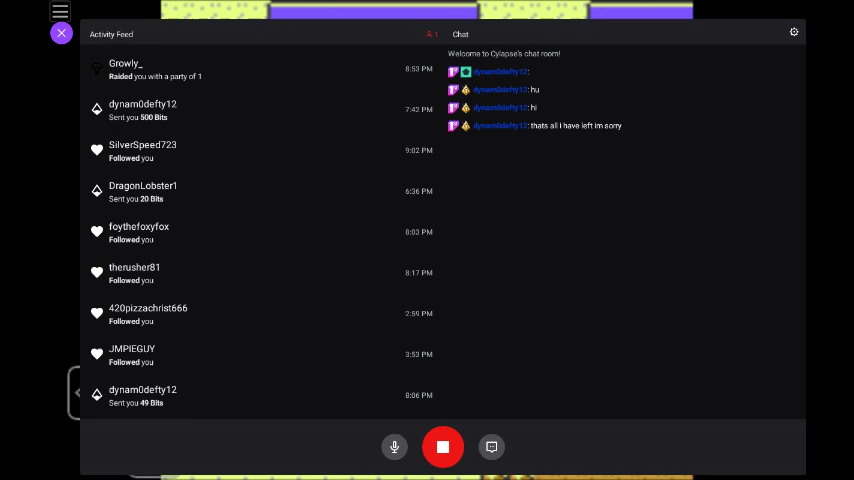 Activity Feed
1
Growly_
Raided you with a party of 1
8:53 PM
dynam0defty12
Sent you 500 Bits
7:42 PM
SilverSpeed723
Followed you
9:02 PM
DragonLobster1
Sent you 20 Bits
6:36 PM
foythefoxyfox
Followed you
8:03 PM
therusher81
Followed you
8:17 PM
420pizzachrist666
Followed you
2:59 PM
JMPIEGUY
Followed you
3:53 PM
dynam0defty12
Sent you 49 Bits
8:06 PM
Chat
Welcome to Cylapse's chat room!
dynam0defty12:
dynam0defty12: hu
dynam0defty12: hi
dynam0defty12: thats all i have left im sorry